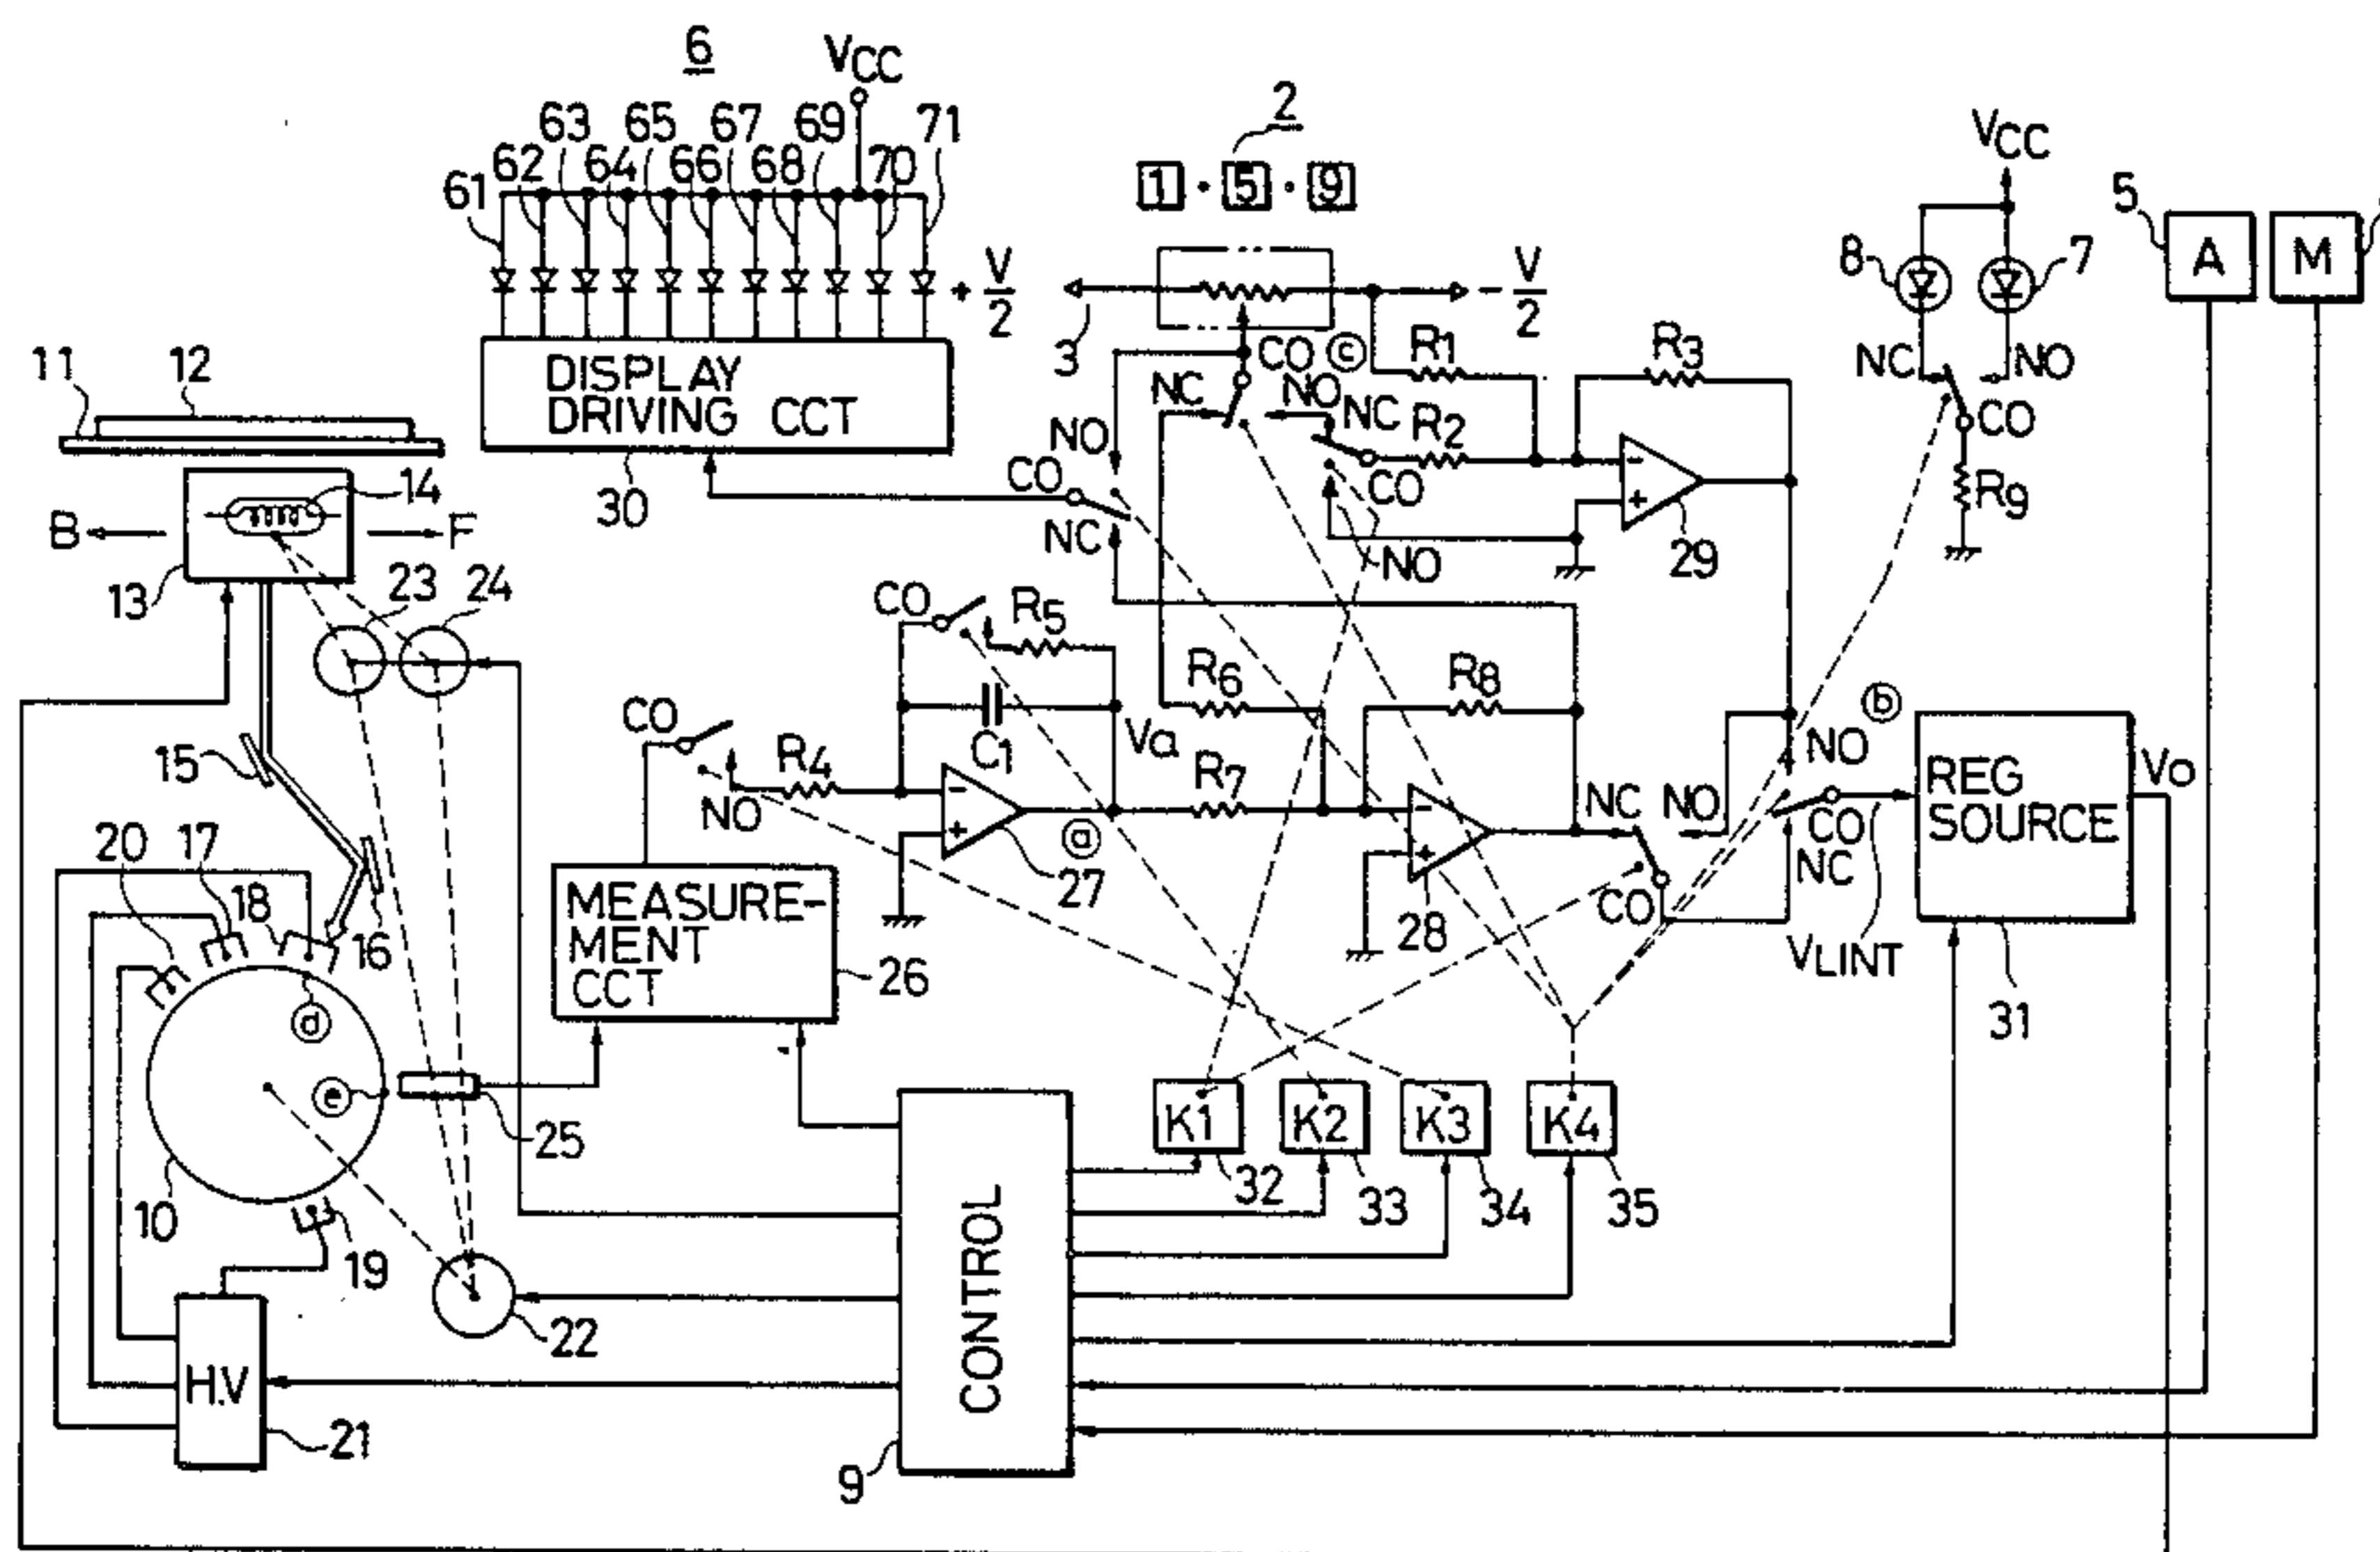 6
VCC
2
63 65 67 69 71
62 64 66 68 70
61
1 · 5 · 9
VCC
5
A
M
8
7
+ V/2
3
- V/2
CO
c
R1
R3
NC
NO
NC
NO
CO
R9
11
12
DISPLAY
DRIVING CCT
30
NO
CO
NC
NC
R2
CO
NO
-
+
29
14
B
F
13
23
24
CO
R5
R6
R8
15
CO
R4
NO
C1
Va
R7
-
+
27
a
-
+
28
NC
NO
CO
b
NO
CO
NC
VLINT
REG
SOURCE
Vo
31
20
17
18
16
d
e
25
10
19
MEASURE-
MENT
CCT
26
K1
K2
K3
K4
32
33
34
35
22
H.V
21
CONTROL
9